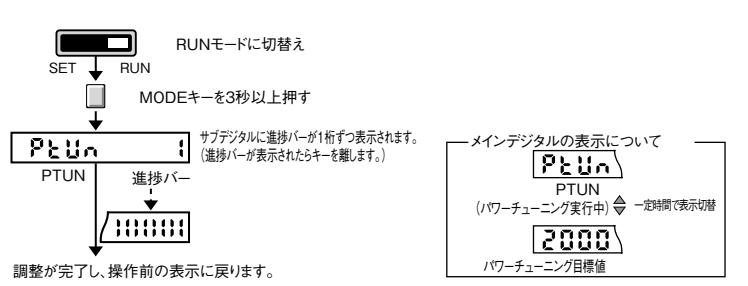 RUNモードに切替え
SET RUN
MODEキーを3秒以上押す
PtUn 1
サブデジタルに進捗バーが1桁ずつ表示されます。
(進捗バーが表示されたらキーを離します。)
PTUN
進捗バー
調整が完了し、操作前の表示に戻ります。
メインデジタルの表示について
PtUn
PTUN
(パワーチューニング実行中)
一定時間で表示切替
2000
パワーチューニング目標値